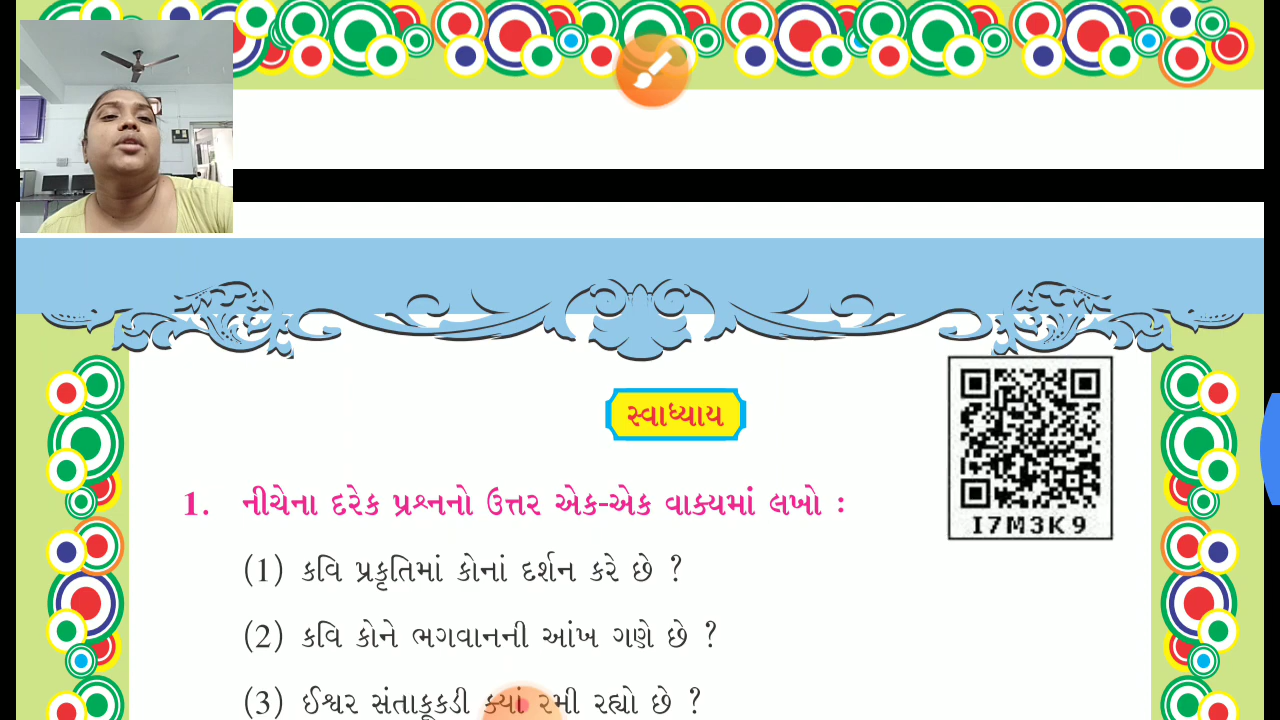 સ્વાધ્યાય
I7M3K9
1. નીચેના દરેક પ્રશ્નનો ઉત્તર એક-એક વાક્યમાં લખો :
(1) કવિ પ્રકૃતિમાં કોનાં દર્શન કરે છે ?
(2) કવિ કોને ભગવાનની આંખ ગણે છે ?
(3) ઈશ્વર સંતાકૂકડી ક્યાં રમી રહ્યો છે ?